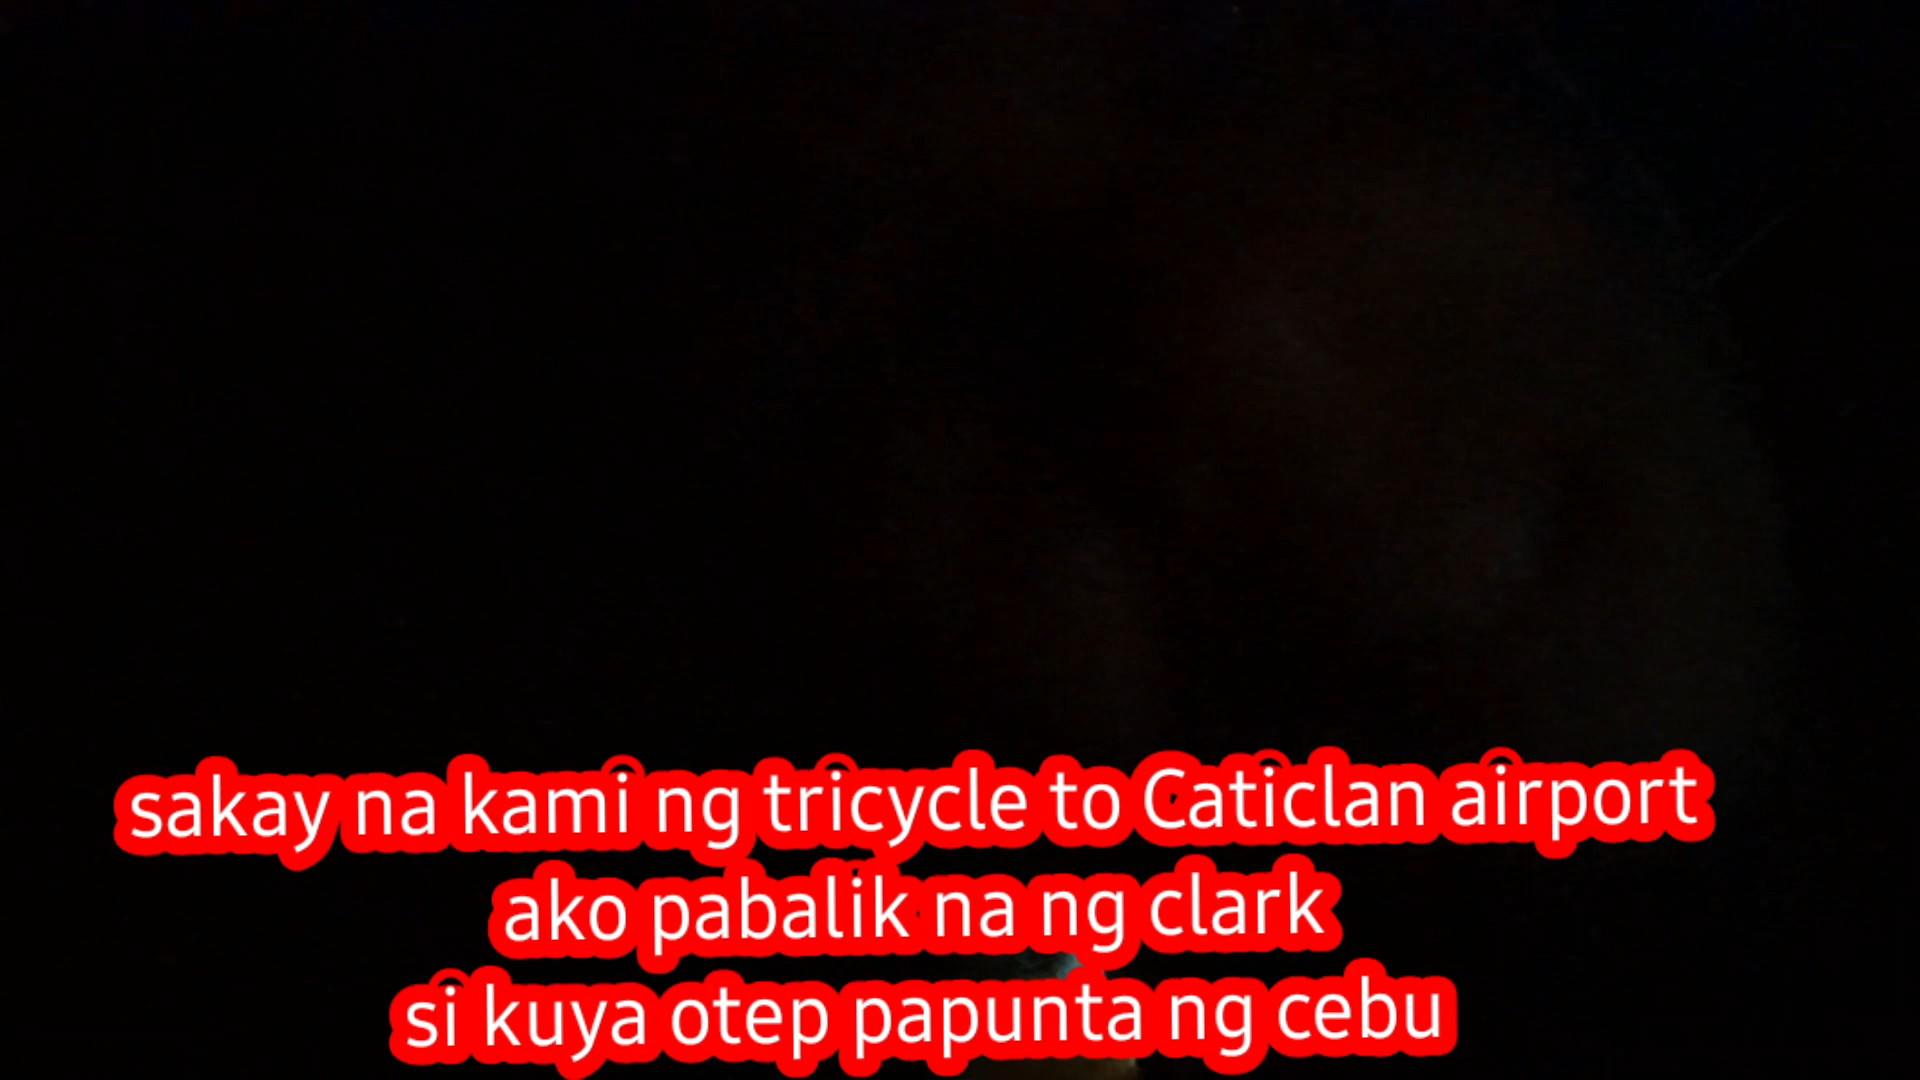 sakay na kami ng tricycle to Caticlan airport
ako pabalik na ng clark
si kuya otep papunta ng cebu